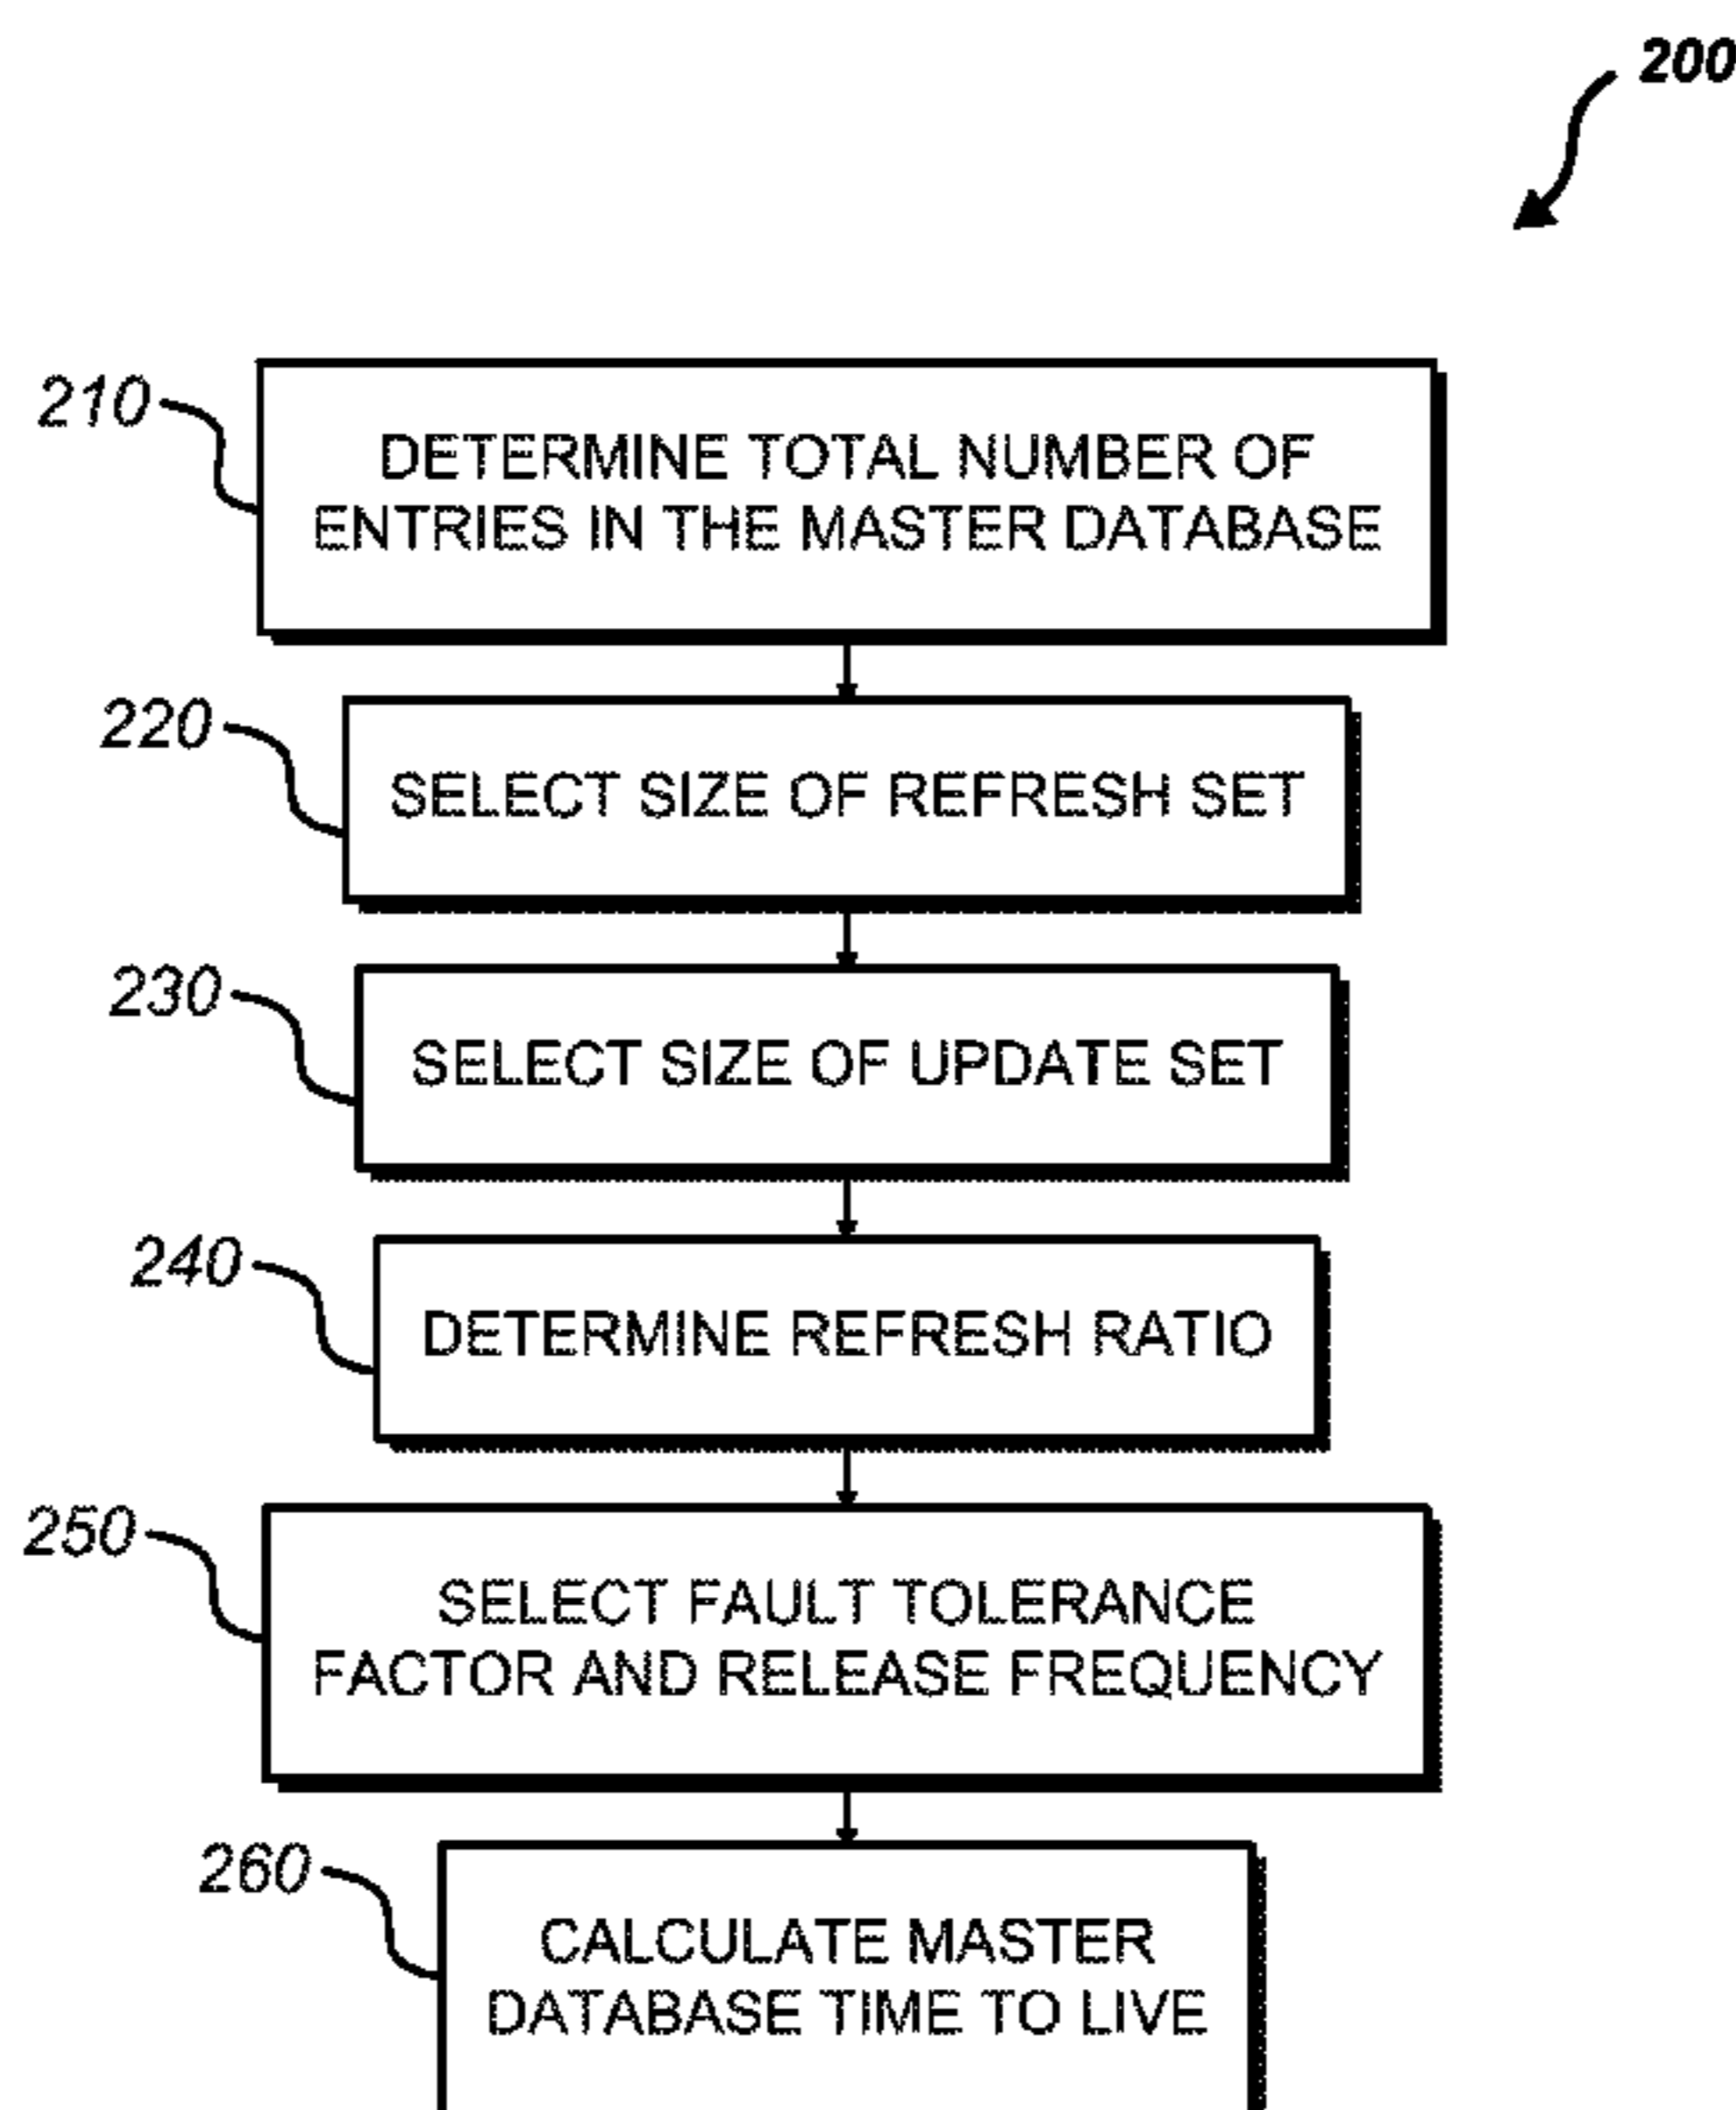 200
210
DETERMINE TOTAL NUMBER OF
ENTRIES IN THE MASTER DATABASE
220
SELECT SIZE OF REFRESH SET
230
SELECT SIZE OF UPDATE SET
240
DETERMINE REFRESH RATIO
250
SELECT FAULT TOLERANCE
FACTOR AND RELEASE FREQUENCY
260
CALCULATE MASTER
DATABASE TIME TO LIVE